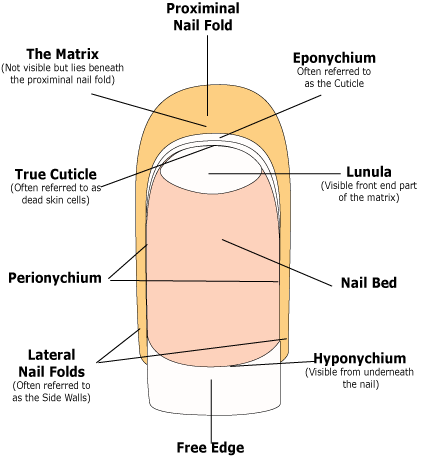 Proximinal
Nail Fold
The Matrix
(Not visible but lies beneath
the proximinal nail fold)
Eponychium
Often referred to
as the Cuticle
True Cuticle
(Often referred to as
dead skin cells)
Lunula
(Visible front end part
of the matrix)
Perionychium
Nail Bed
Lateral
Nail Folds
(Often referred to
as the Side Walls)
Hyponychium
(Visible from underneath
the nail)
Free Edge